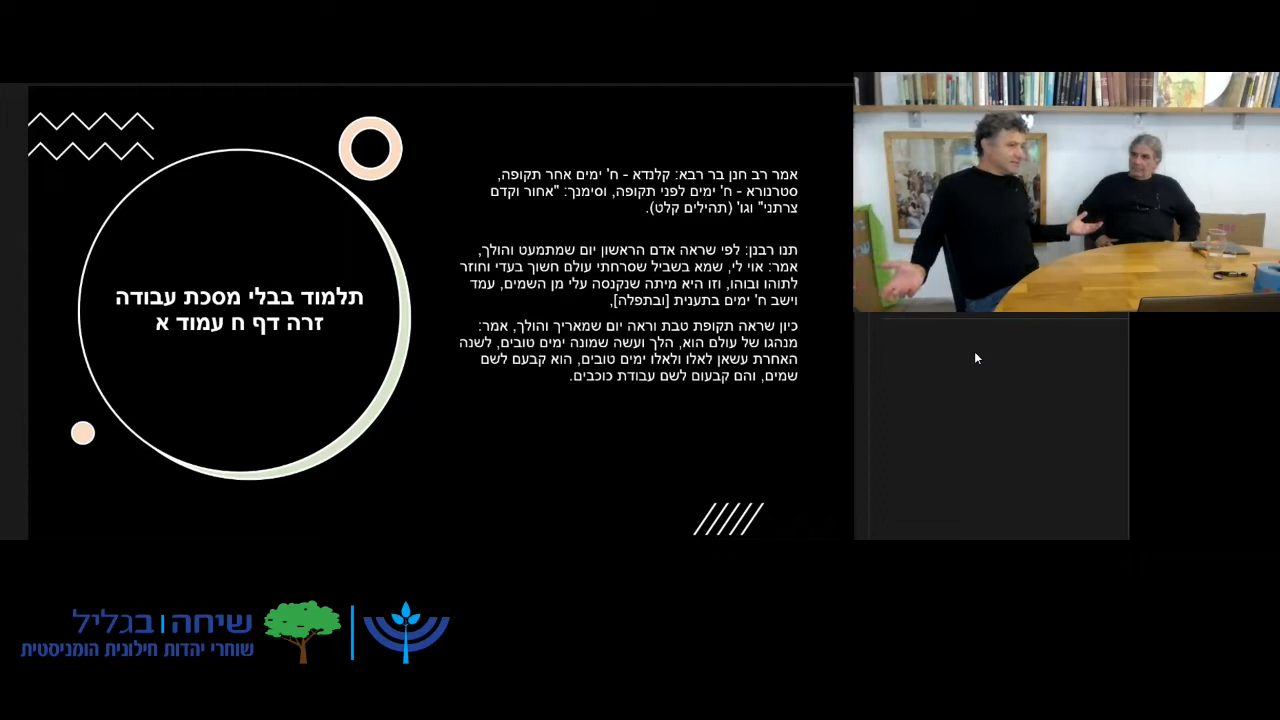 אמר רב חנן בר רבא: קלנדא - ח' ימים אחר תקופה,
סטרנורא - ח' ימים לפני תקופה, וסימנך: "אחור וקדם
צרתני" וגו' (תהילים קלט).
תנו רבנן: לפי שראה אדם הראשון יום שמתמעט והולך,
אמר: אוי לי, שמא בשביל שסרחתי עולם חשוך בעדי וחוזר
לתוהו ובוהו, וזו היא מיתה שנקנסה עלי מן השמים, עמד
וישב ח' ימים בתענית [ובתפלה],
כיון שראה תקופת טבת וראה יום שמאריך והולך, אמר:
מנהגו של עולם הוא, הלך ועשה שמונה ימים טובים, לשנה
האחרת עשאן לאלו ולאלו ימים טובים, הוא קבעם לשם
שמים, והם קבעום לשם עבודת כוכבים.
תלמוד בבלי מסכת עבודה
זרה דף ח עמוד א
שיחה | בגליל
שוחרי יהדות חילונית הומניסטית